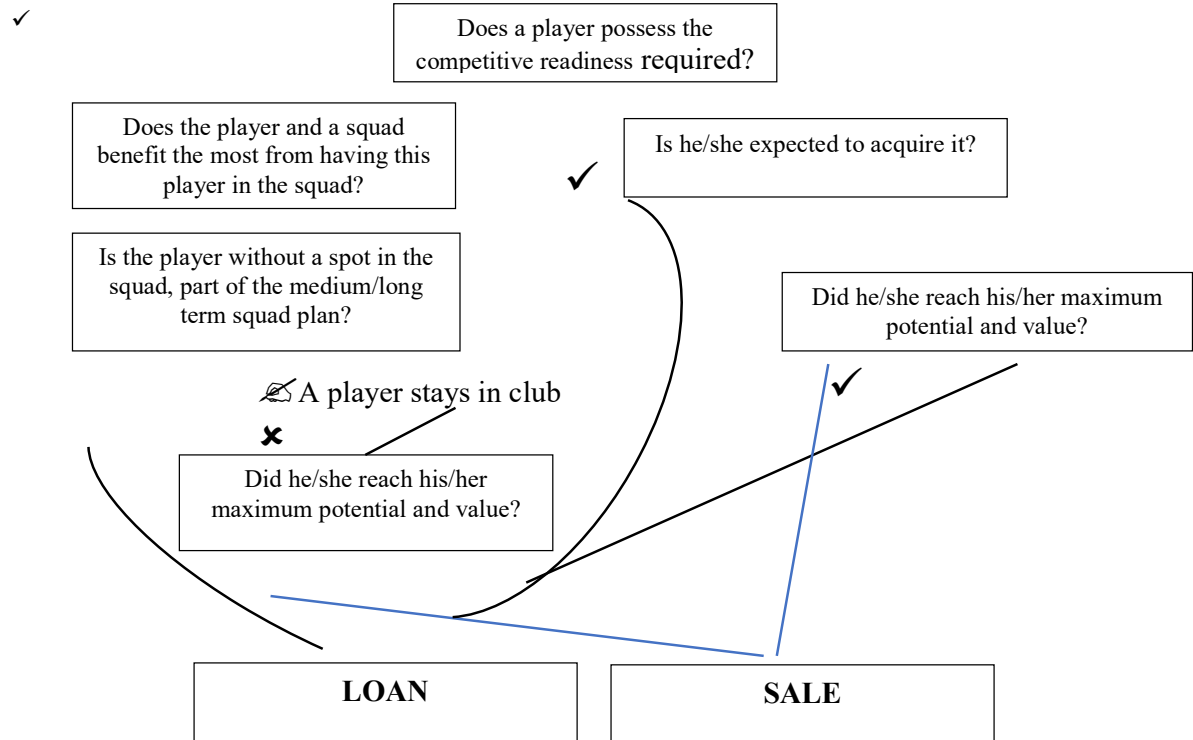 ✓
Does a player possess the
competitive readiness required?
Does the player and a squad
benefit the most from having this
player in the squad?
Is he/she expected to acquire it?
✓
Is the player without a spot in the
squad, part of the medium/long
term squad plan?
Did he/she reach his/her maximum
potential and value?
✓
✍ A player stays in club
✘
Did he/she reach his/her
maximum potential and value?
LOAN
SALE